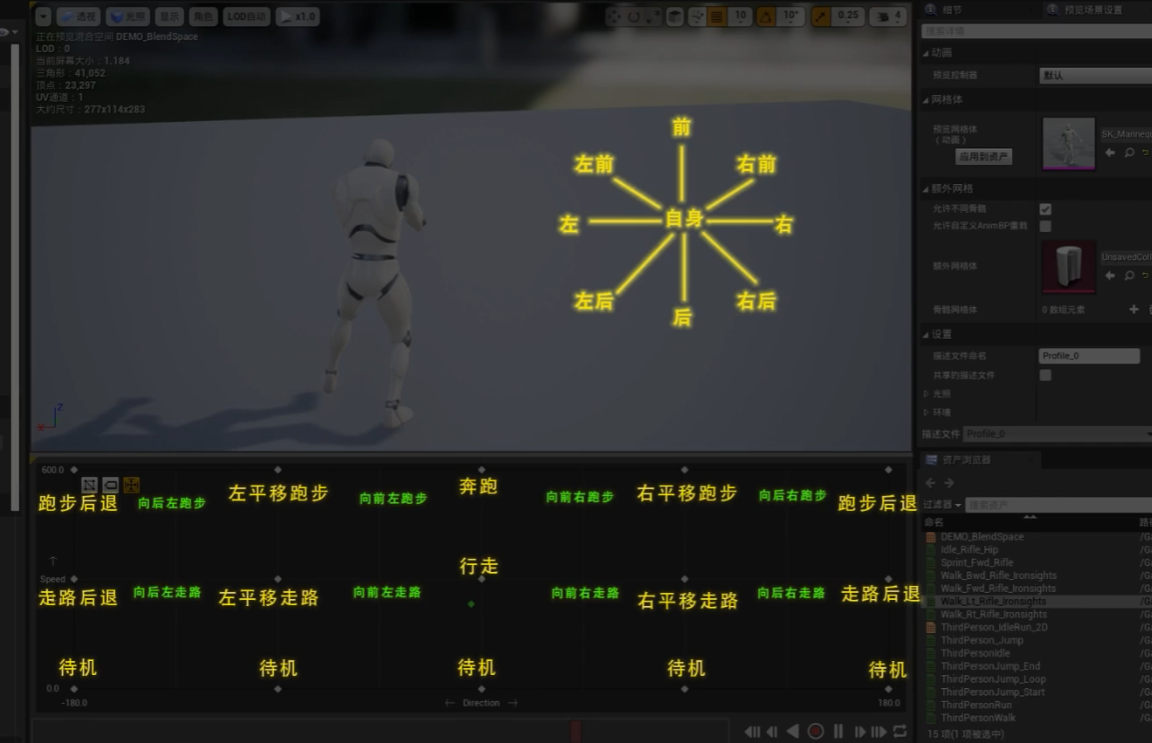 透视
光照
显示
角色
LOD自动
x1.0
10
10°
0.25
4
正在预览混合空间 DEMO_BlendSpace
LOD：0
当前屏幕大小：1.184
三角形：41,052
顶点：23,297
UV通道：1
大约尺寸：277x114x283
前
左前
右前
左
自身
右
左后
右后
后
Z
X
600.0
跑步后退
向后左跑步
左平移跑步
向前左跑步
奔跑
向前右跑步
右平移跑步
向后右跑步
跑步后退
行走
Speed
走路后退
向后左走路
左平移走路
向前左走路
向前右走路
右平移走路
向后右走路
走路后退
待机
待机
待机
待机
待机
0.0
-180.0
Direction
180.0
细节
预览场景设置
搜索详情
动画
预览控制器
默认
网格体
预览网格体
（动画）
应用到资产
SK_Mannequ
额外网格
允许不同骨骼
允许自定义AnimBP重载
额外网格体
UnsavedColl
骨骼网格体
0 数组元素
设置
描述文件命名
Profile_0
共享的描述文件
光照
环境
描述文件
Profile_0
资产浏览器
过滤器
搜索资产
命名
路
DEMO_BlendSpace
/G
Idle_Rifle_Hip
/G
Sprint_Fwd_Rifle
/G
Walk_Bwd_Rifle_Ironsights
/G
Walk_Fwd_Rifle_Ironsights
/G
Walk_Lt_Rifle_Ironsights
/G
Walk_Rt_Rifle_Ironsights
/G
ThirdPerson_IdleRun_2D
/G
ThirdPerson_Jump
/G
ThirdPersonIdle
/G
ThirdPersonJump_End
/G
ThirdPersonJump_Loop
/G
ThirdPersonJump_Start
/G
ThirdPersonRun
/G
ThirdPersonWalk
/G
15 项(1 项被选中)